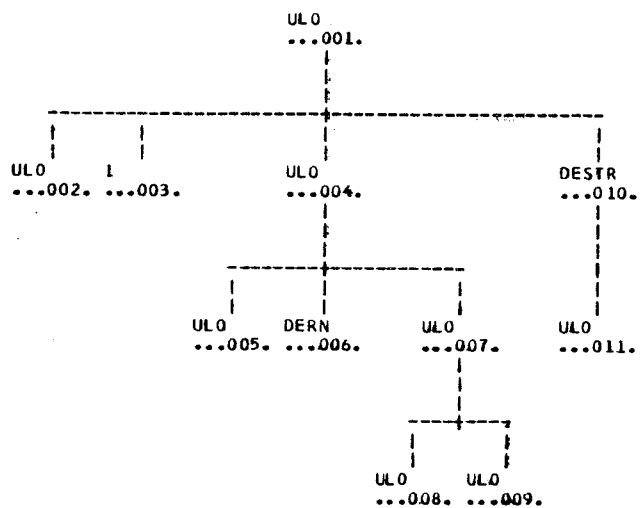 ULO
...001.
ULO 1 ULO DESTR
...002. ...003. ...004. ...010.
ULO DERN ULO ULO
...005. ...006. ...007. ...011.
ULO ULO
...008. ...009.